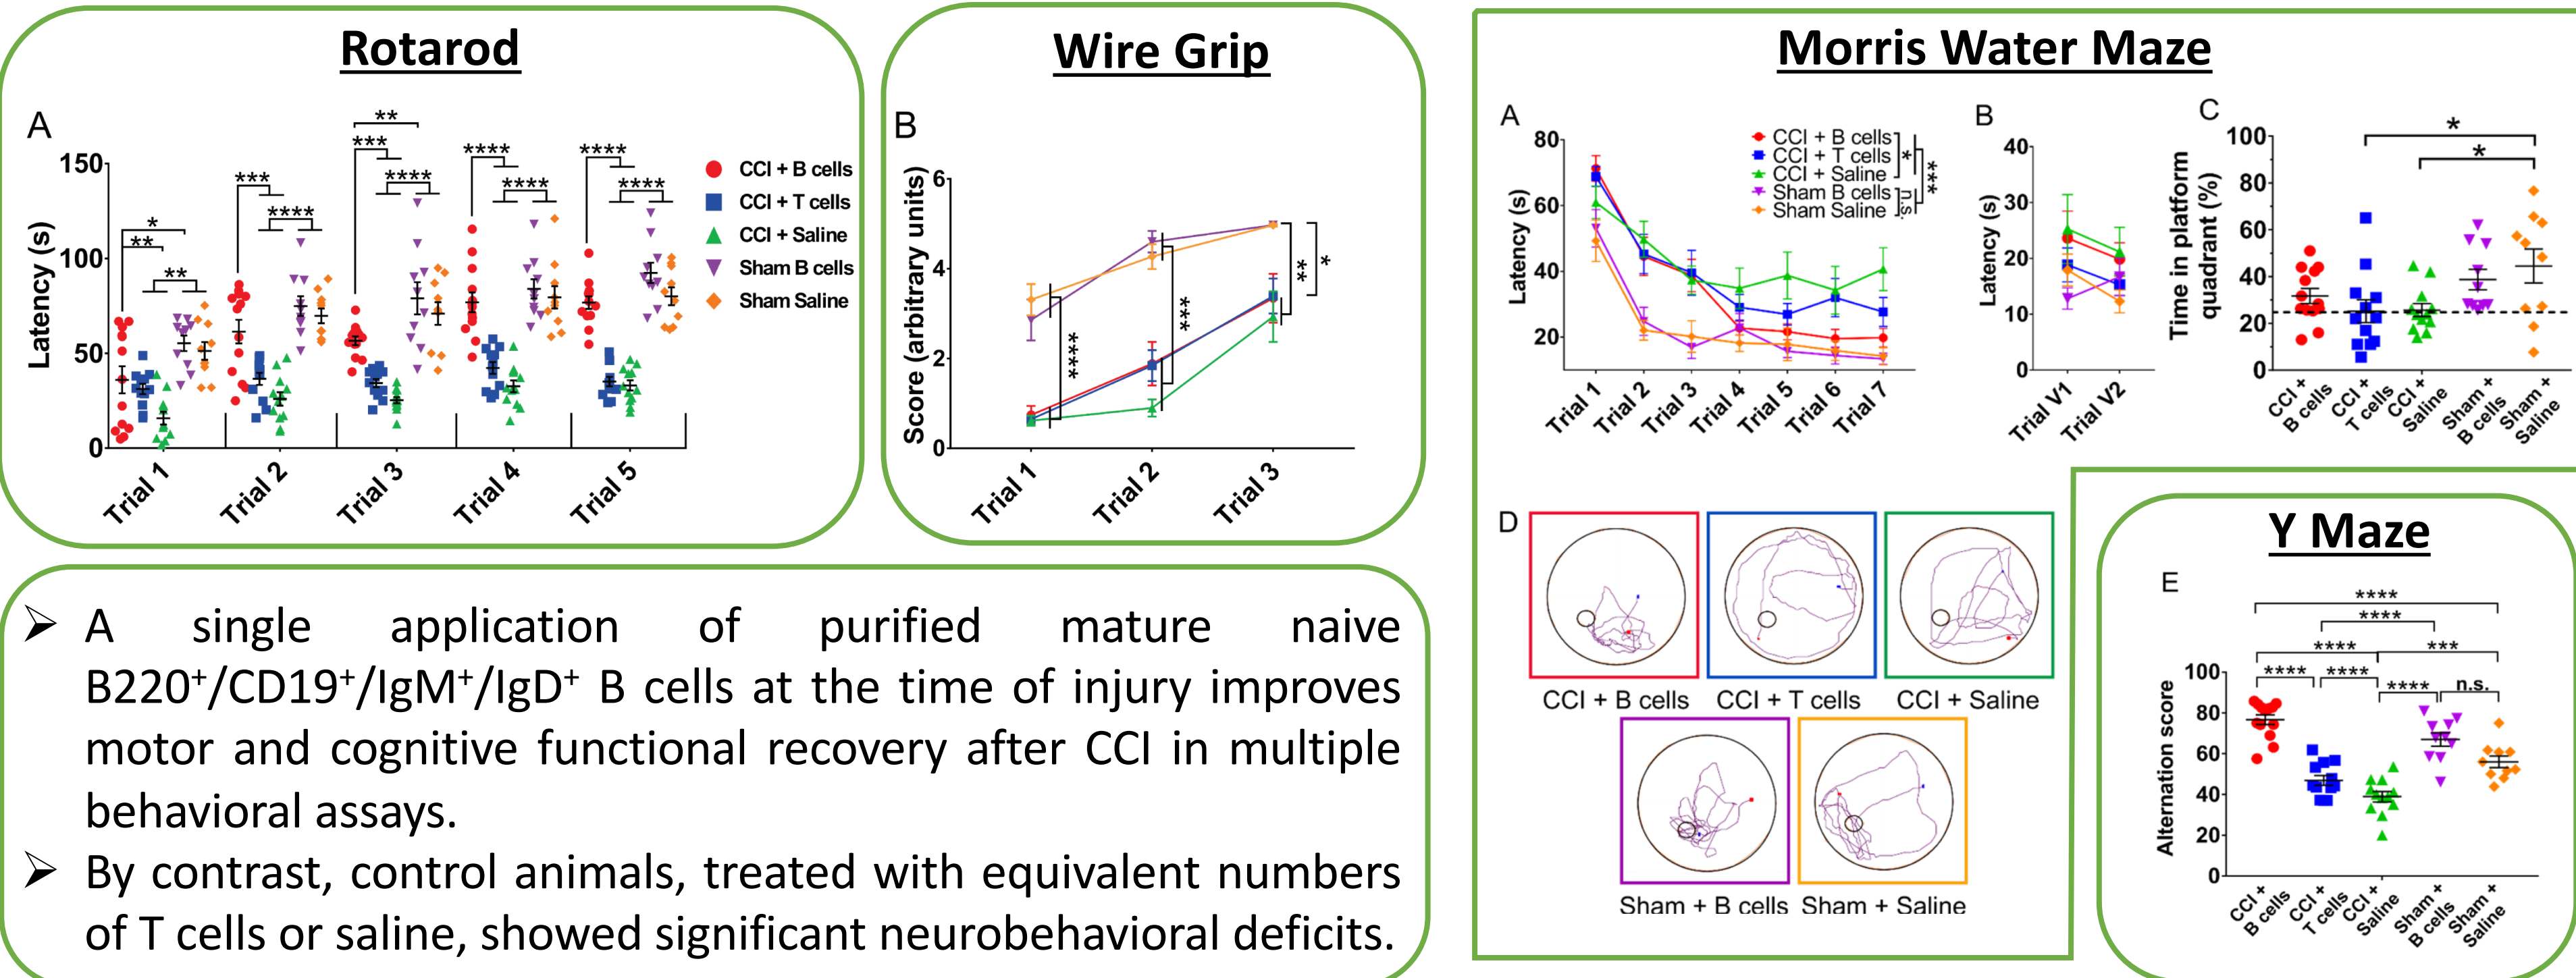 Rotarod
A
** 
*** **** ****
*** **** **** ****
* ****
**
**
150
100
50
0
Latency (s)
Trial 1
Trial 2
Trial 3
Trial 4
Trial 5
CCI + B cells
CCI + T cells
CCI + Saline
Sham B cells
Sham Saline
Wire Grip
B
Score (arbitrary units)
6
4
2
0
****
***
**
*
Trial 1
Trial 2
Trial 3
Morris Water Maze
A
Latency (s)
80
60
40
20
CCI + B cells
CCI + T cells
CCI + Saline
Sham B cells
Sham Saline
*
n.s.
***
Trial 1
Trial 2
Trial 3
Trial 4
Trial 5
Trial 6
Trial 7
B
Latency (s)
40
30
20
10
0
Trial V1
Trial V2
C
Time in platform
quadrant (%)
100
80
60
40
20
0
*
*
CCI +
B cells
CCI +
T cells
CCI +
Saline
Sham +
B cells
Sham +
Saline
D
CCI + B cells
CCI + T cells
CCI + Saline
Sham + B cells
Sham + Saline
Y Maze
E
****
****
**** ***
**** **** **** n.s.
Alternation score
100
80
60
40
20
0
CCI +
B cells
CCI +
T cells
CCI +
Saline
Sham +
B cells
Sham +
Saline
➢ A single application of purified mature naive
B220⁺/CD19⁺/IgM⁺/IgD⁺ B cells at the time of injury improves
motor and cognitive functional recovery after CCI in multiple
behavioral assays.
➢ By contrast, control animals, treated with equivalent numbers
of T cells or saline, showed significant neurobehavioral deficits.